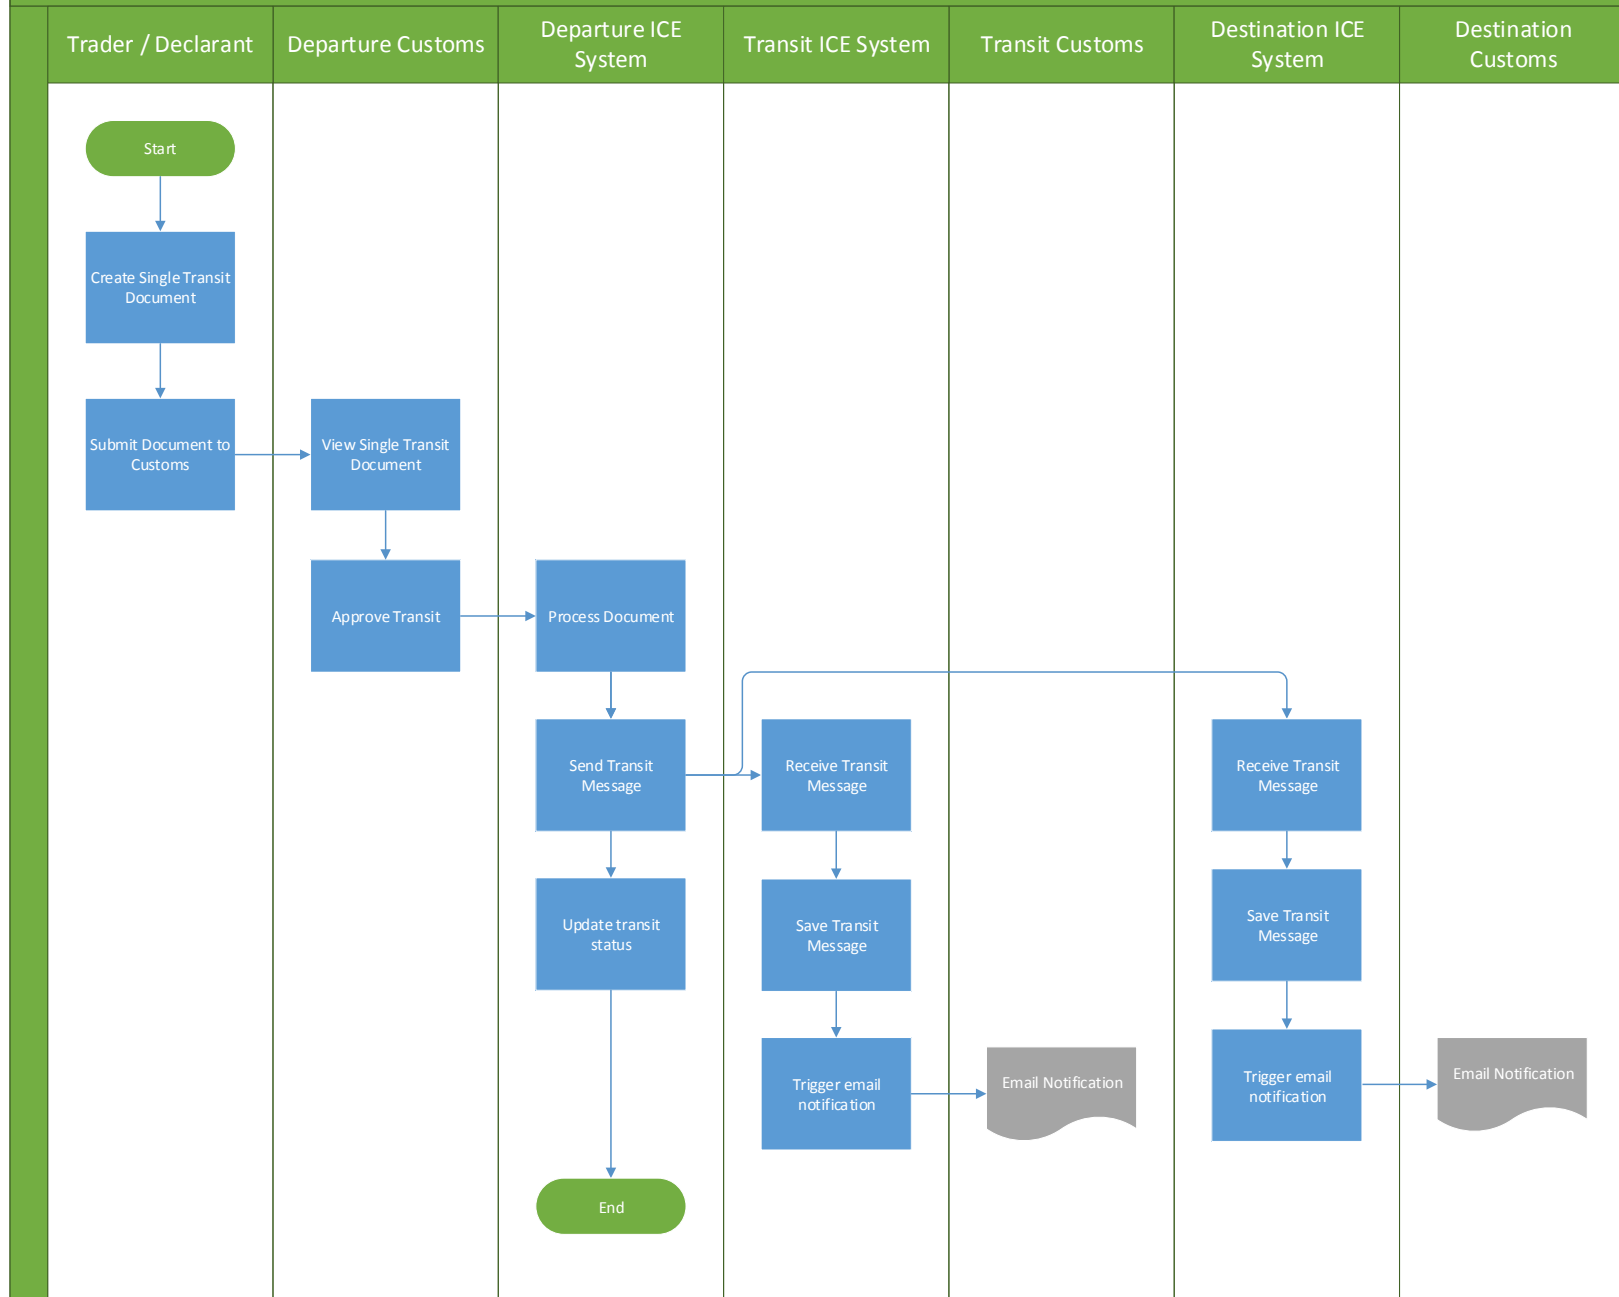 Trader / Declarant
Departure Customs
Departure ICE
System
Transit ICE System
Transit Customs
Destination ICE
System
Destination
Customs
Start
Create Single Transit
Document
Submit Document to
Customs
View Single Transit
Document
Approve Transit
Process Document
Send Transit
Message
Receive Transit
Message
Receive Transit
Message
Update transit
status
Save Transit
Message
Save Transit
Message
Trigger email
notification
Email Notification
Trigger email
notification
Email Notification
End